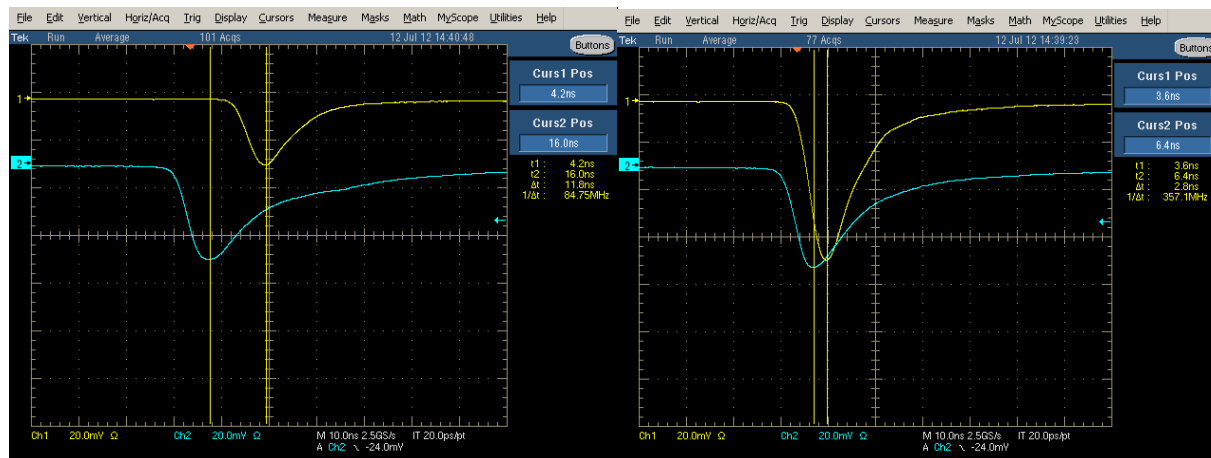 File Edit Vertical Horiz/Acq Trig Display Cursors Measure Masks Math MyScope Utilities Help
Tek Run Average 101 Acqs 12 Jul 12 14:40:48
Buttons
Curs1 Pos
4.2ns
Curs2 Pos
16.0ns
t1 : 4.2ns
t2 : 16.0ns
Δt : 11.8ns
1/Δt : 84.75MHz
1
2
Ch1 20.0mV Ω Ch2 20.0mV Ω M 10.0ns 2.5GS/s IT 20.0ps/pt
A Ch2 \ -24.0mV
File Edit Vertical Horiz/Acq Trig Display Cursors Measure Masks Math MyScope Utilities Help
Tek Run Average 77 Acqs 12 Jul 12 14:39:23
Buttons
Curs1 Pos
3.6ns
Curs2 Pos
6.4ns
t1 : 3.6ns
t2 : 6.4ns
Δt : 2.8ns
1/Δt : 357.1MHz
1
2
Ch1 20.0mV Ω Ch2 20.0mV Ω M 10.0ns 2.5GS/s IT 20.0ps/pt
A Ch2 \ -24.0mV